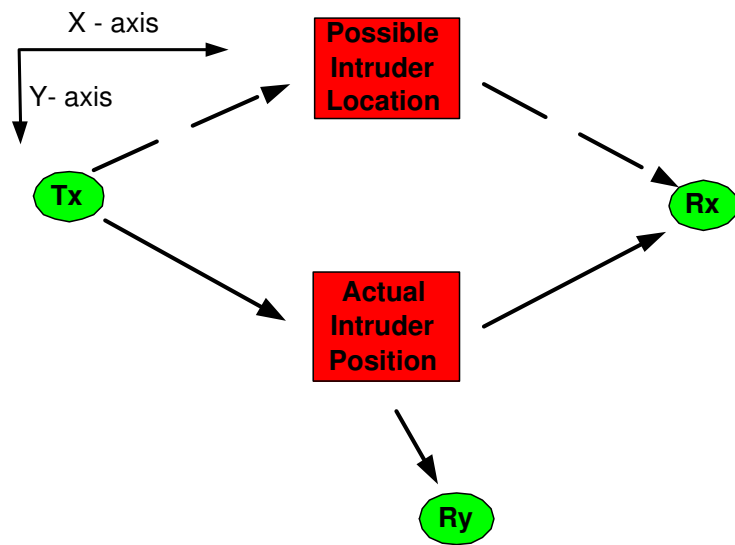 X - axis
Y- axis
Possible
Intruder
Location
Tx
Rx
Actual
Intruder
Position
Ry